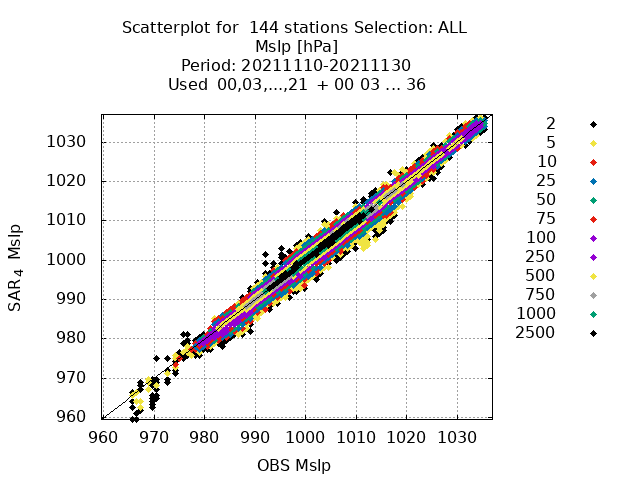 Scatterplot for  144 stations Selection: ALL
Mslp [hPa]
Period: 20211110-20211130
Used  00,03,...,21  + 00 03 ... 36
1030
1020
1010
1000
990
980
970
960
960 970 980 990 1000 1010 1020 1030
SAR4  Mslp
OBS Mslp
2
5
10
25
50
75
100
250
500
750
1000
2500